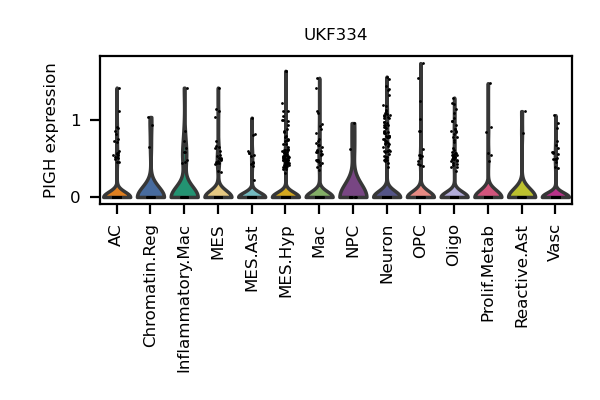 UKF334
PIGH expression
1
0
AC
Chromatin.Reg
Inflammatory.Mac
MES
MES.Ast
MES.Hyp
Mac
NPC
Neuron
OPC
Oligo
Prolif.Metab
Reactive.Ast
Vasc